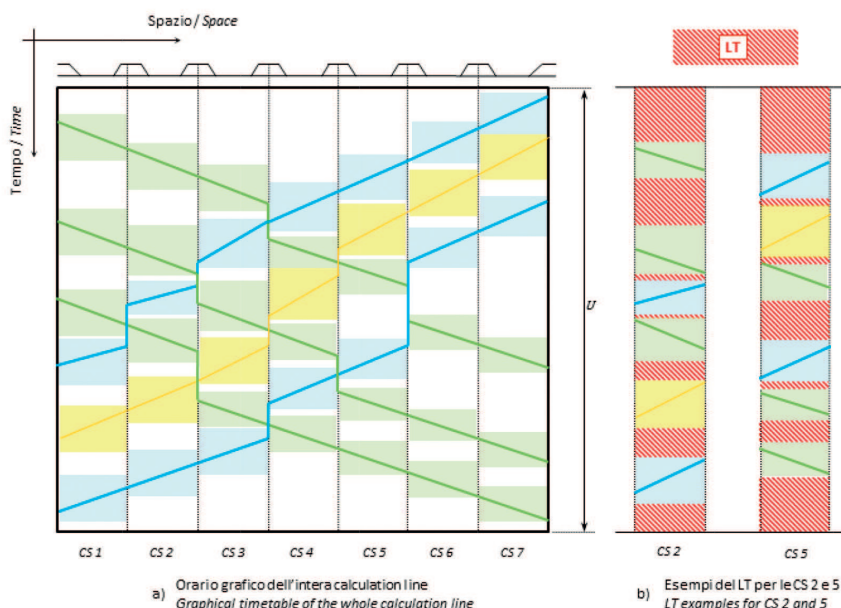 Spazio / Space
Tempo / Time
LT
U
CS 1 CS 2 CS 3 CS 4 CS 5 CS 6 CS 7
CS 2 CS 5
a) Orario grafico dell'intera calculation line
Graphical timetable of the whole calculation line
b) Esempi del LT per le CS 2 e 5
LT examples for CS 2 and 5